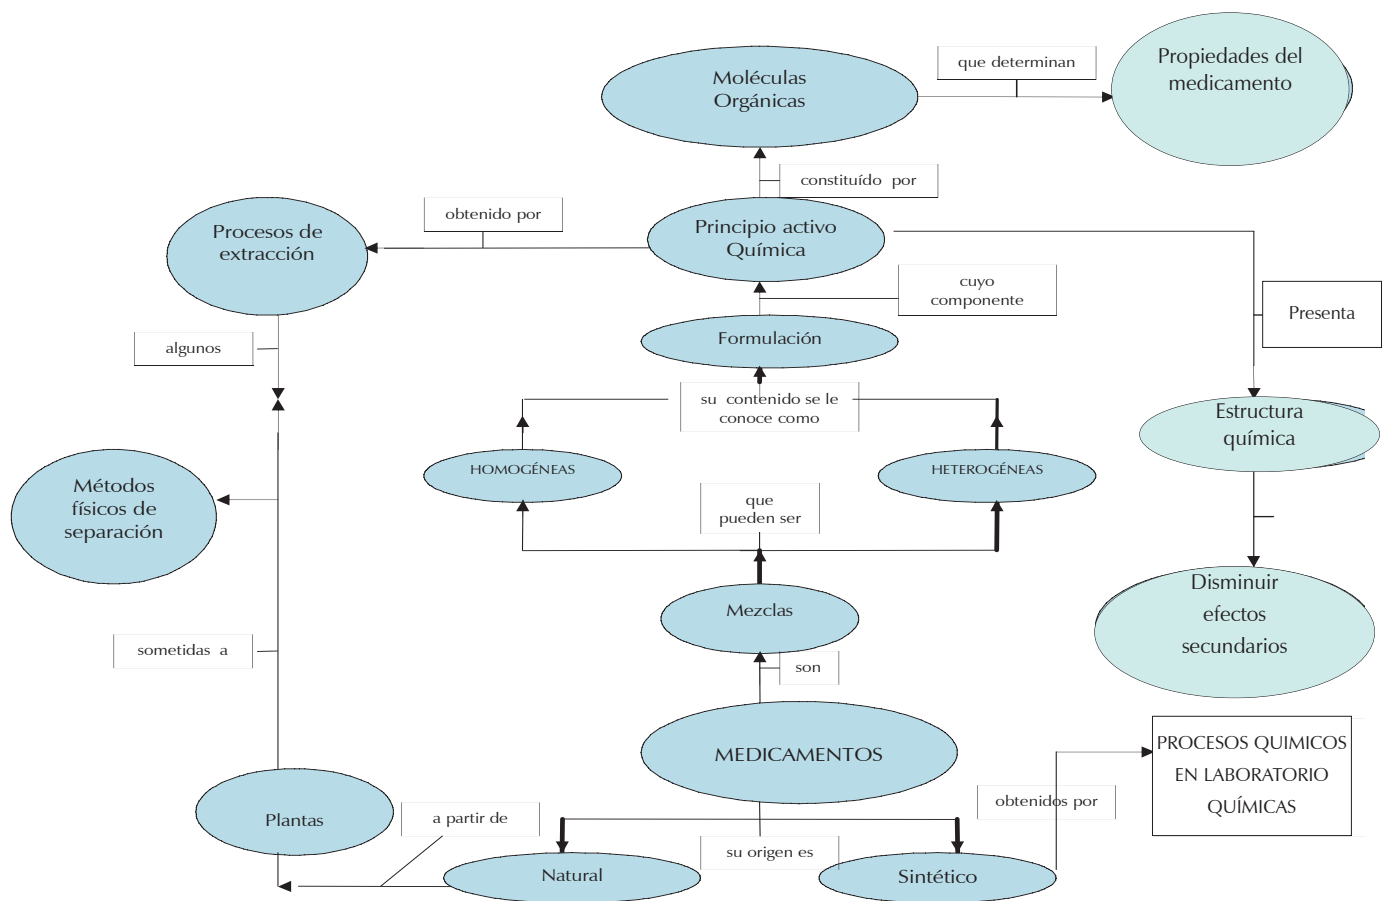 Propiedades del
medicamento
que determinan
Moléculas
Orgánicas
constituído por
obtenido por
Principio activo
Química
Procesos de
extracción
cuyo
componente
Presenta
Formulación
algunos
su contenido se le
conoce como
Estructura
química
HOMOGÉNEAS
HETEROGÉNEAS
Métodos
físicos de
separación
que
pueden ser
Disminuir
efectos
secundarios
Mezclas
sometidas a
son
MEDICAMENTOS
PROCESOS QUIMICOS
EN LABORATORIO
QUÍMICAS
obtenidos por
Plantas
a partir de
su origen es
Natural
Sintético